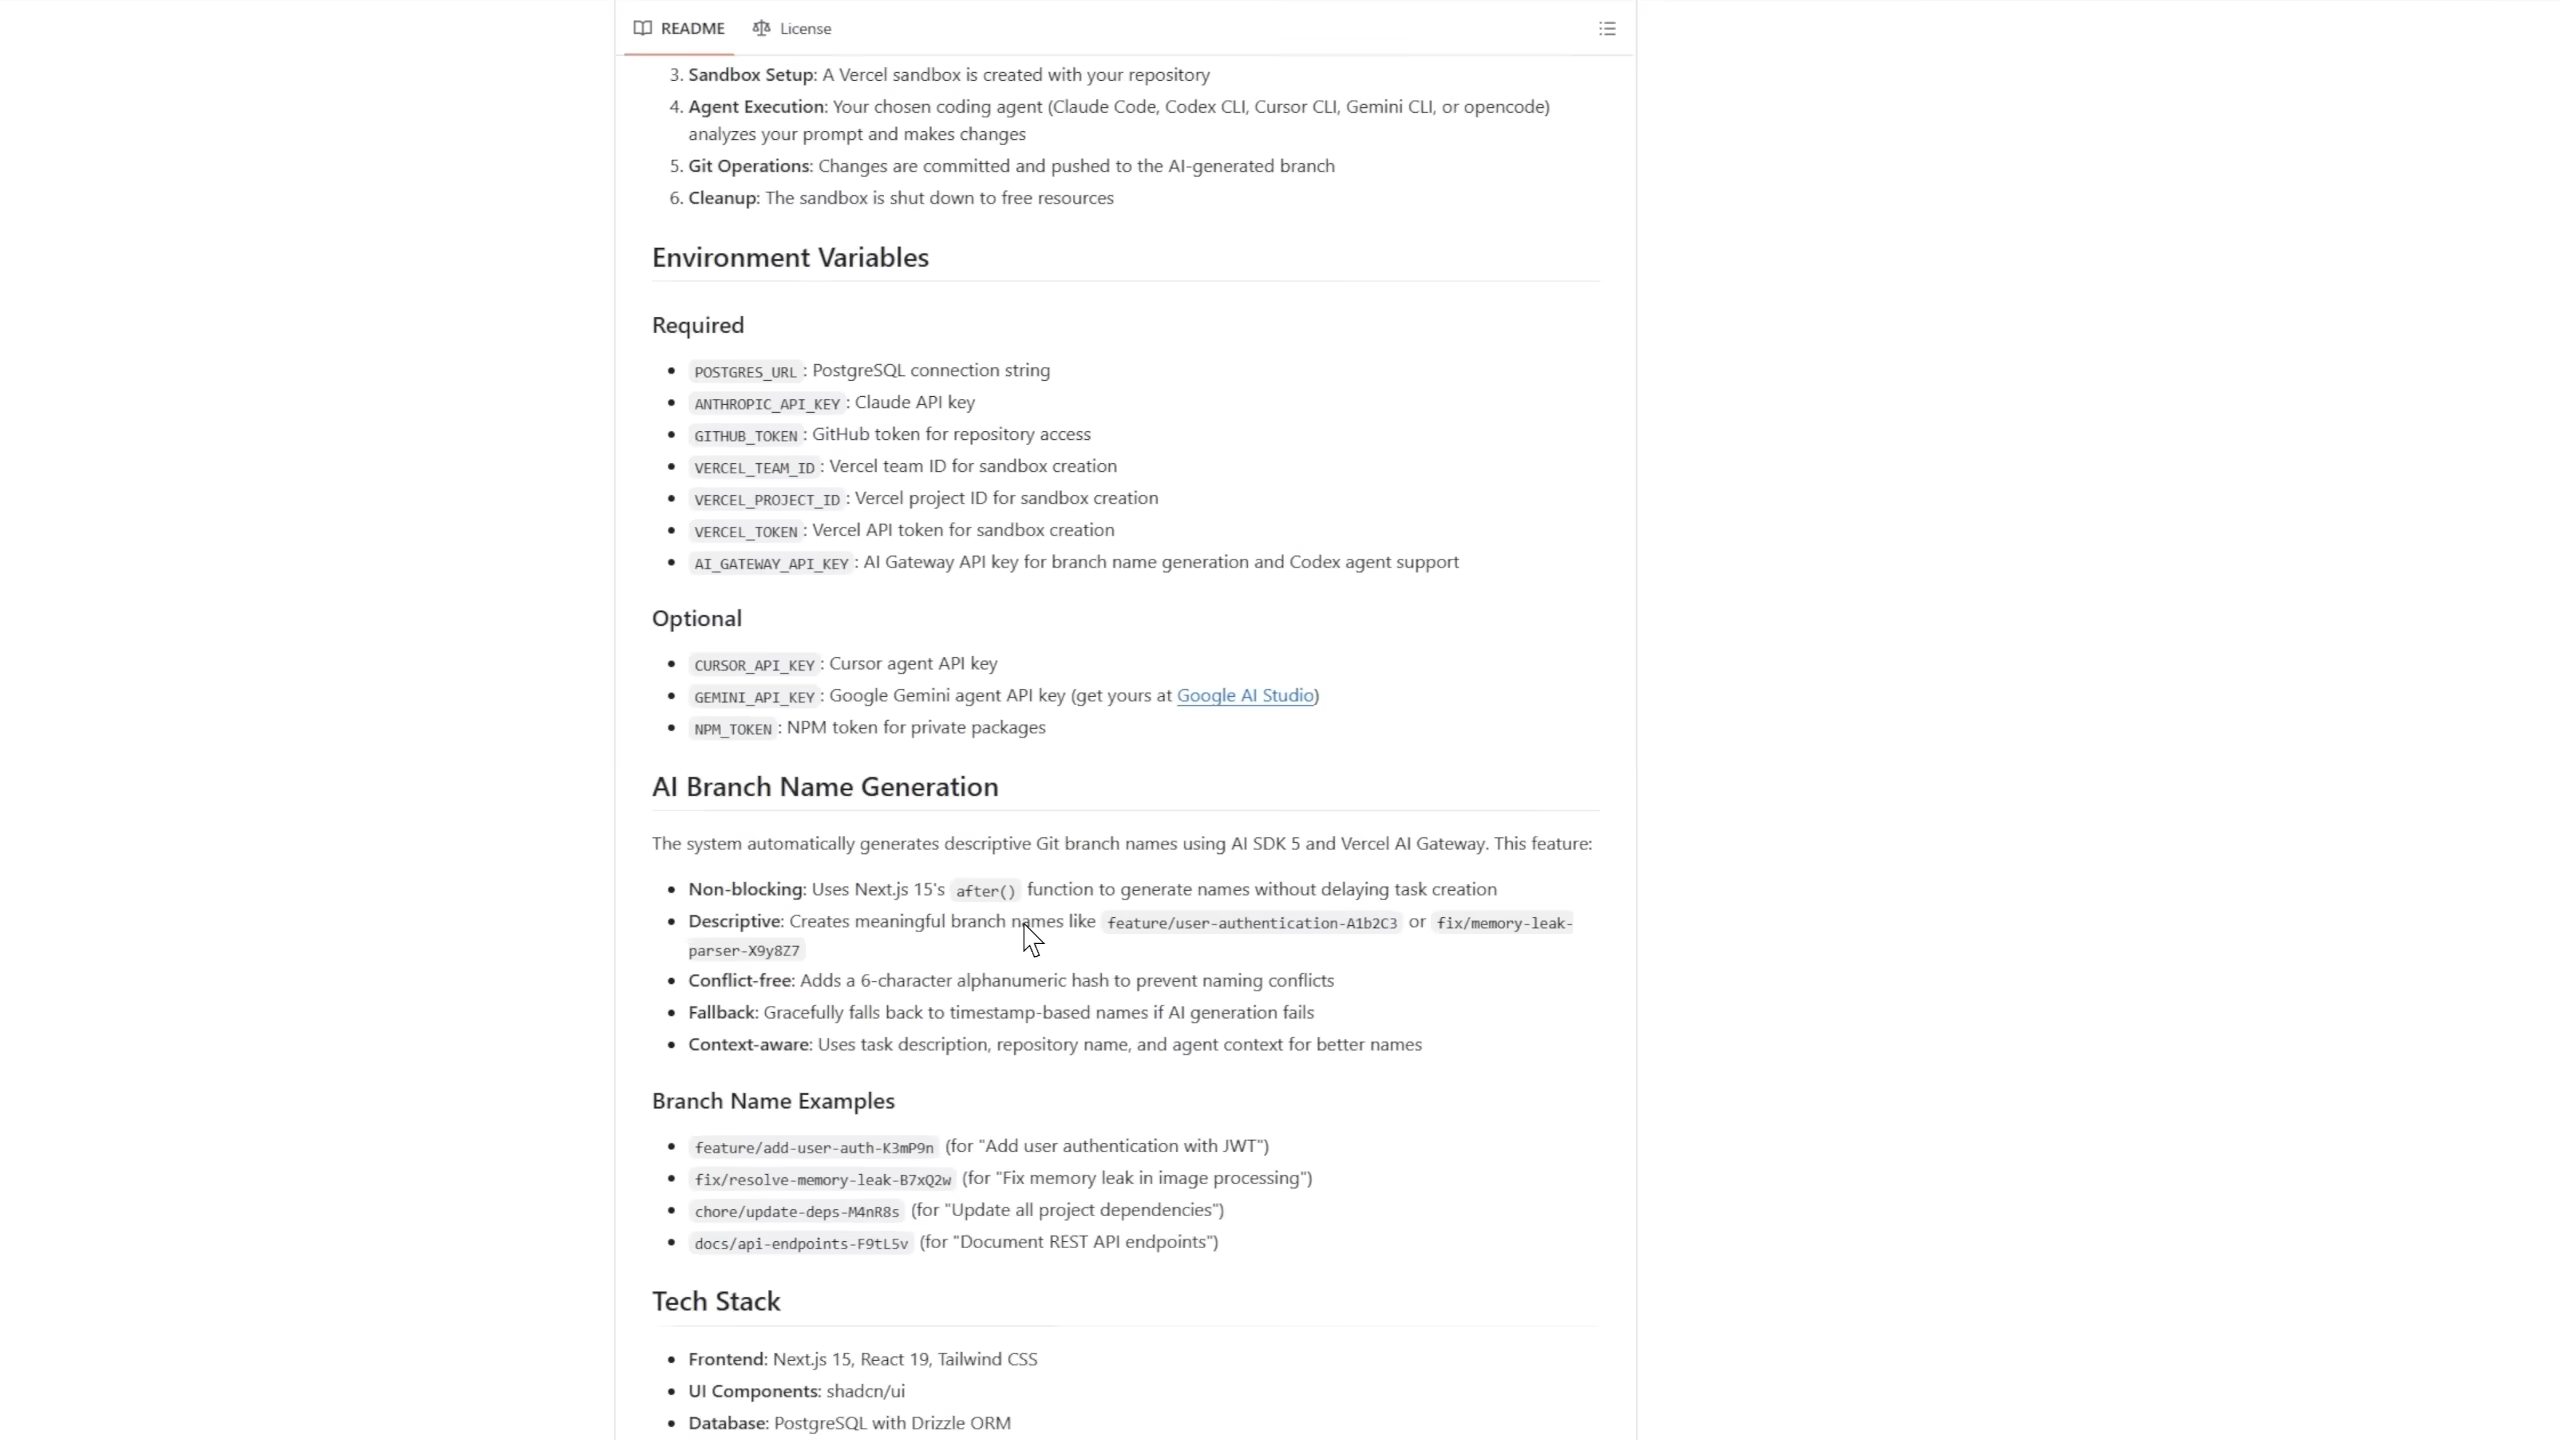 README License
3. Sandbox Setup: A Vercel sandbox is created with your repository
4. Agent Execution: Your chosen coding agent (Claude Code, Codex CLI, Cursor CLI, Gemini CLI, or opencode)
analyzes your prompt and makes changes
5. Git Operations: Changes are committed and pushed to the AI-generated branch
6. Cleanup: The sandbox is shut down to free resources
Environment Variables
Required
• POSTGRES_URL: PostgreSQL connection string
• ANTHROPIC_API_KEY: Claude API key
• GITHUB_TOKEN: GitHub token for repository access
• VERCEL_TEAM_ID: Vercel team ID for sandbox creation
• VERCEL_PROJECT_ID: Vercel project ID for sandbox creation
• VERCEL_TOKEN: Vercel API token for sandbox creation
• AI_GATEWAY_API_KEY: AI Gateway API key for branch name generation and Codex agent support
Optional
• CURSOR_API_KEY: Cursor agent API key
• GEMINI_API_KEY: Google Gemini agent API key (get yours at Google AI Studio)
• NPM_TOKEN: NPM token for private packages
AI Branch Name Generation
The system automatically generates descriptive Git branch names using AI SDK 5 and Vercel AI Gateway. This feature:
• Non-blocking: Uses Next.js 15's after() function to generate names without delaying task creation
• Descriptive: Creates meaningful branch names like feature/user-authentication-A1b2C3 or fix/memory-leak-
parser-X9y8Z7
• Conflict-free: Adds a 6-character alphanumeric hash to prevent naming conflicts
• Fallback: Gracefully falls back to timestamp-based names if AI generation fails
• Context-aware: Uses task description, repository name, and agent context for better names
Branch Name Examples
• feature/add-user-auth-K3mP9n (for "Add user authentication with JWT")
• fix/resolve-memory-leak-B7xQ2w (for "Fix memory leak in image processing")
• chore/update-deps-M4nR8s (for "Update all project dependencies")
• docs/api-endpoints-F9tL5v (for "Document REST API endpoints")
Tech Stack
• Frontend: Next.js 15, React 19, Tailwind CSS
• UI Components: shadcn/ui
• Database: PostgreSQL with Drizzle ORM